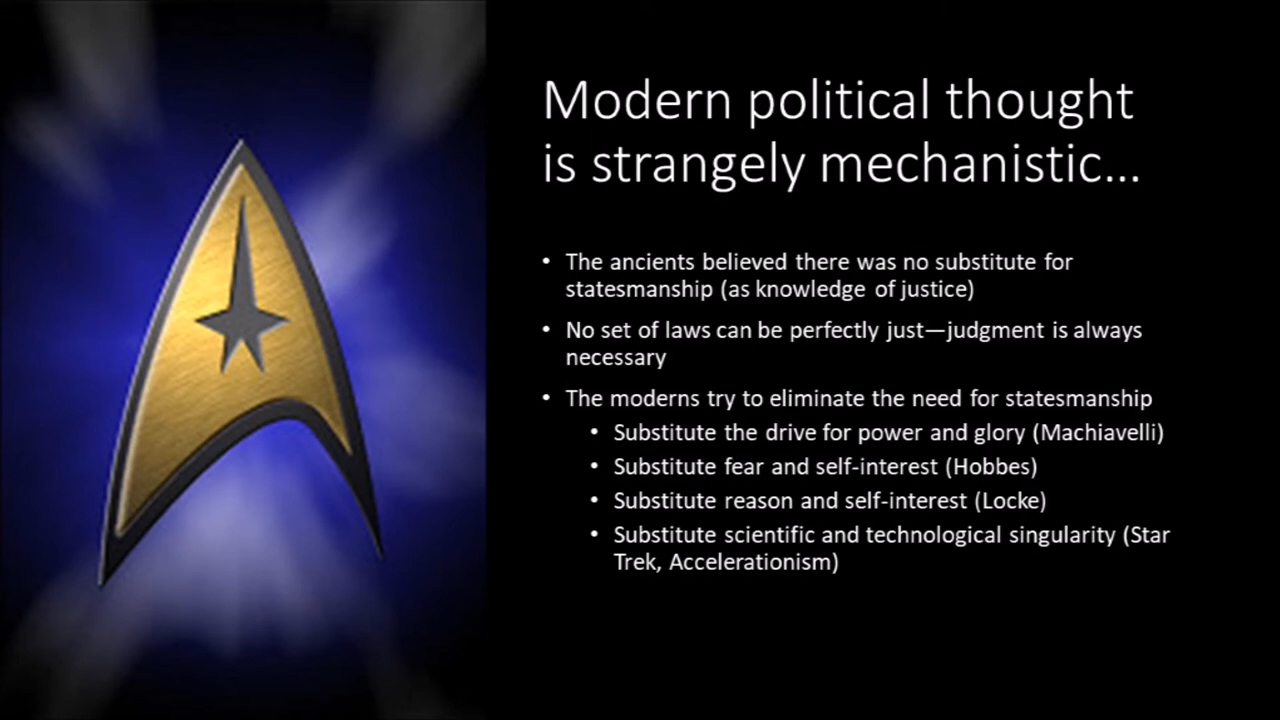 Modern political thought
is strangely mechanistic...
• The ancients believed there was no substitute for
statesmanship (as knowledge of justice)
• No set of laws can be perfectly just—judgment is always
necessary
• The moderns try to eliminate the need for statesmanship
• Substitute the drive for power and glory (Machiavelli)
• Substitute fear and self-interest (Hobbes)
• Substitute reason and self-interest (Locke)
• Substitute scientific and technological singularity (Star
Trek, Accelerationism)